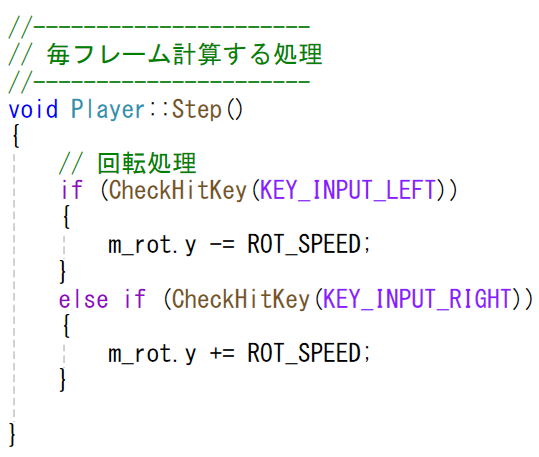 //----------------------
// 毎フレーム計算する処理
//----------------------
void Player::Step()
{
    // 回転処理
    if (CheckHitKey(KEY_INPUT_LEFT))
    {
        m_rot.y -= ROT_SPEED;
    }
    else if (CheckHitKey(KEY_INPUT_RIGHT))
    {
        m_rot.y += ROT_SPEED;
    }
}